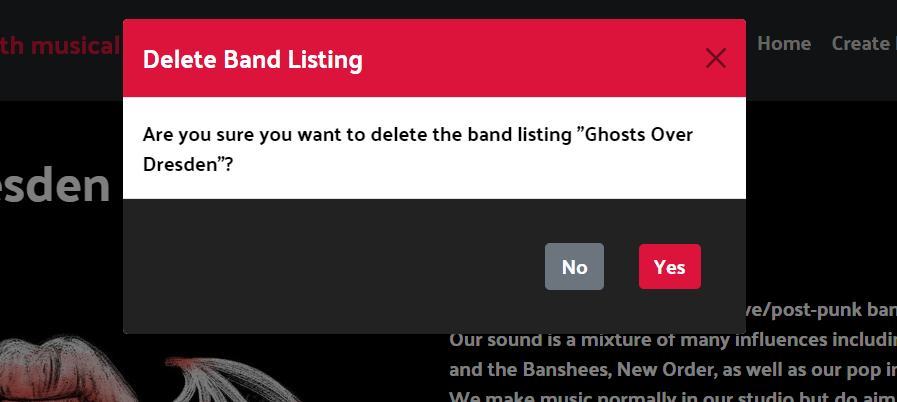 th musical
Delete Band Listing
Home Create
Are you sure you want to delete the band listing ”Ghosts Over
Dresden”?
esden
No Yes
ve/post-punk ban
Our sound is a mixture of many influences includin
and the Banshees, New Order, as well as our pop in
We make music normally in our studio but do aim